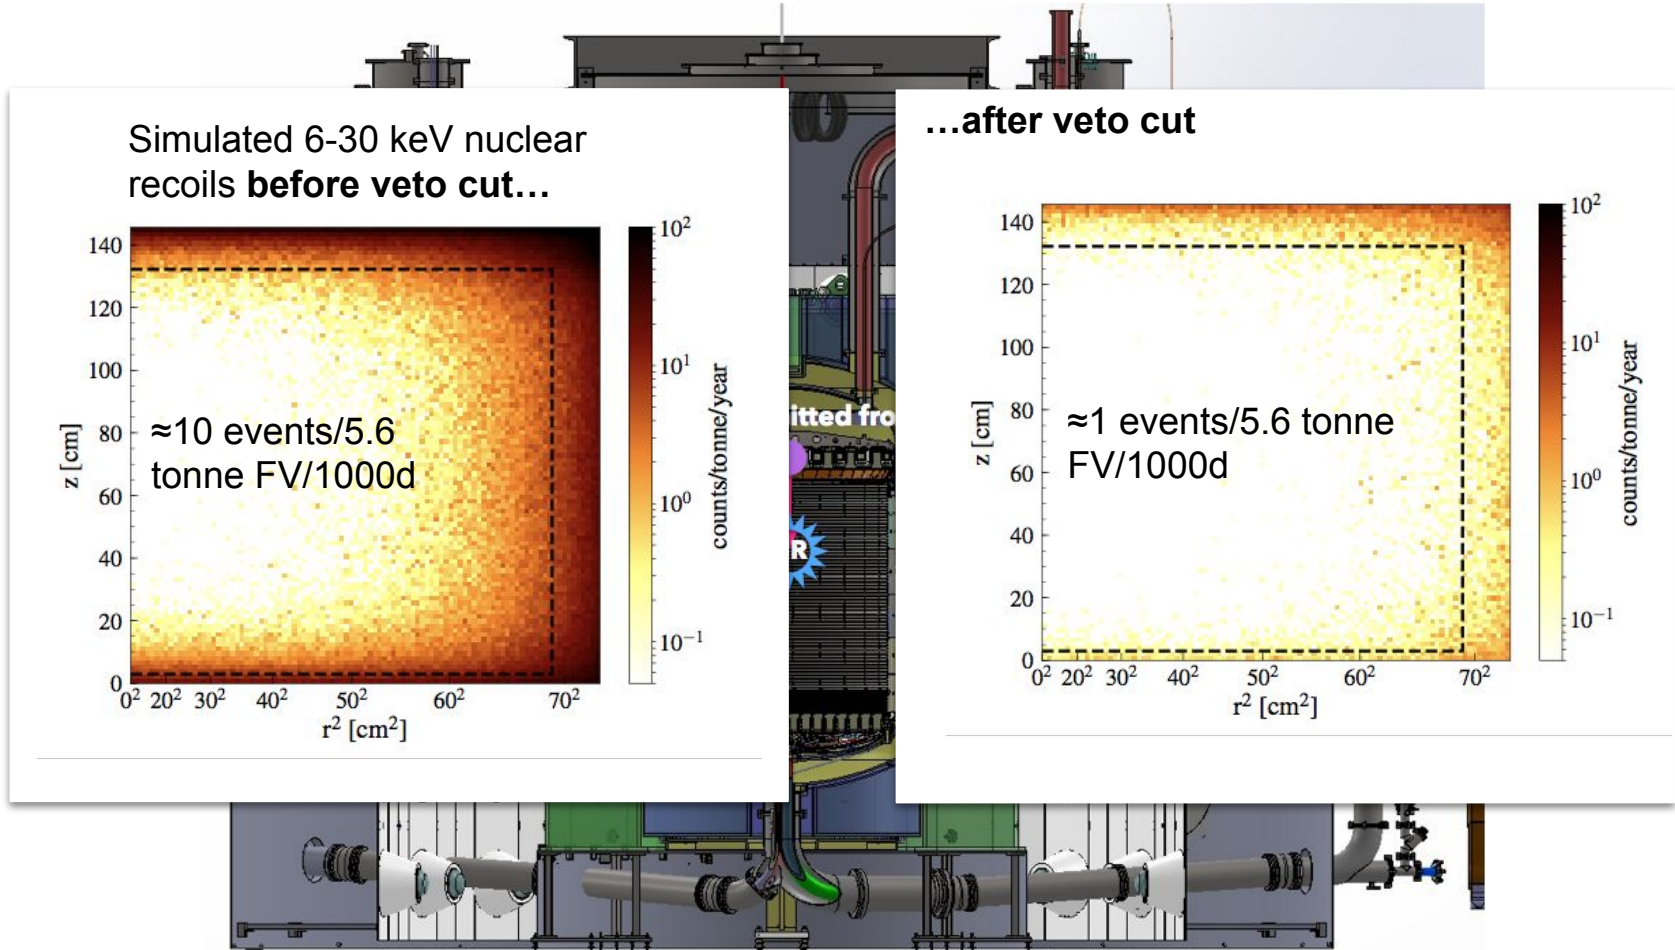 Simulated 6-30 keV nuclear
recoils before veto cut…
140
120
100
80
60
40
20
0
z [cm]
≈10 events/5.6
tonne FV/1000d
0² 20² 30² 40² 50² 60² 70²
r² [cm²]
10²
10¹
10⁰
10⁻¹
counts/tonne/year
itted fro
R
…after veto cut
140
120
100
80
60
40
20
0
z [cm]
≈1 events/5.6 tonne
FV/1000d
0² 20² 30² 40² 50² 60² 70²
r² [cm²]
10²
10¹
10⁰
10⁻¹
counts/tonne/year